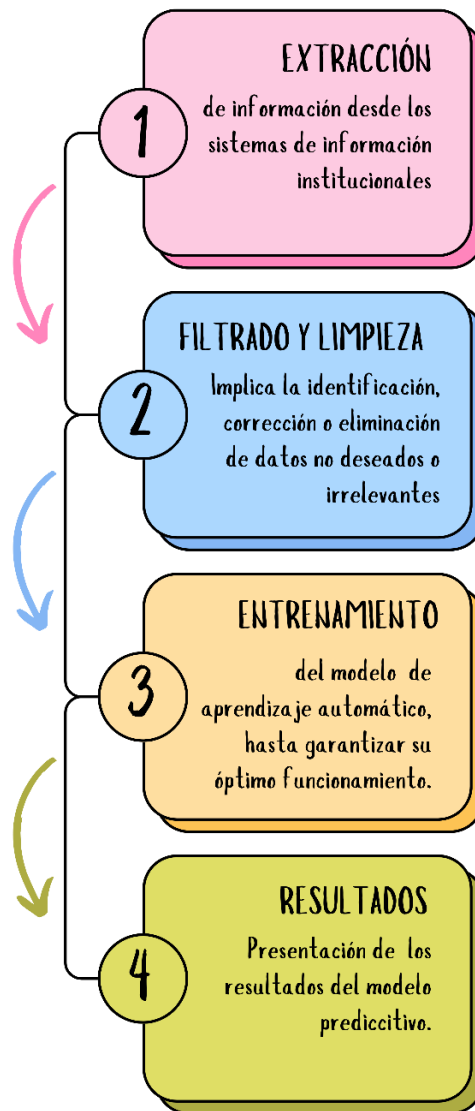 EXTRACCIÓN
1
de información desde los
sistemas de información
institucionales
FILTRADO Y LIMPIEZA
2
Implica la identificación,
corrección o eliminación
de datos no deseados o
irrelevantes
ENTRENAMIENTO
3
del modelo de
aprendizaje automático,
hasta garantizar su
óptimo funcionamiento.
RESULTADOS
4
Presentación de los
resultados del modelo
prediccitivo.